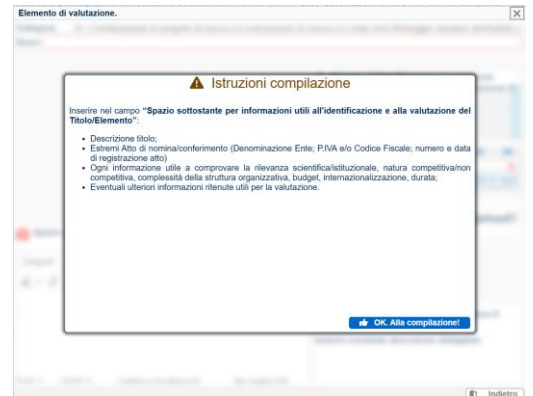 Elemento di valutazione.
Istruzioni compilazione
Inserire nel campo “Spazio sottostante per informazioni utili all'identificazione e alla valutazione del
Titolo/Elemento”:
• Descrizione titolo;
• Estremi Atto di nomina/conferimento (Denominazione Ente; P.IVA e/o Codice Fiscale; numero e data
di registrazione atto)
• Ogni informazione utile a comprovare la rilevanza scientifica/istituzionale, natura competitiva/non
competitiva, complessità della struttura organizzativa, budget, internazionalizzazione, durata;
• Eventuali ulteriori informazioni ritenute utili per la valutazione.
OK. Alla compilazione!
Indietro